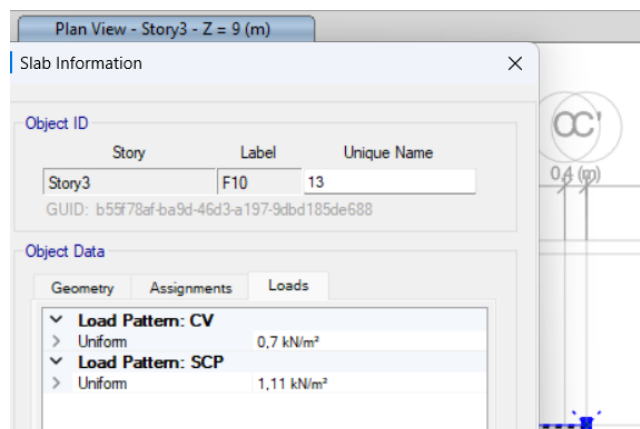 Plan View - Story3 - Z = 9 (m)
Slab Information
Object ID
Story Label Unique Name
Story3 F10 13
GUID: b55f78af-ba9d-46d3-a197-9dbd185de688
Object Data
Geometry Assignments Loads
Load Pattern: CV
Uniform 0,7 kN/m²
Load Pattern: SCP
Uniform 1,11 kN/m²
0,4 (m)